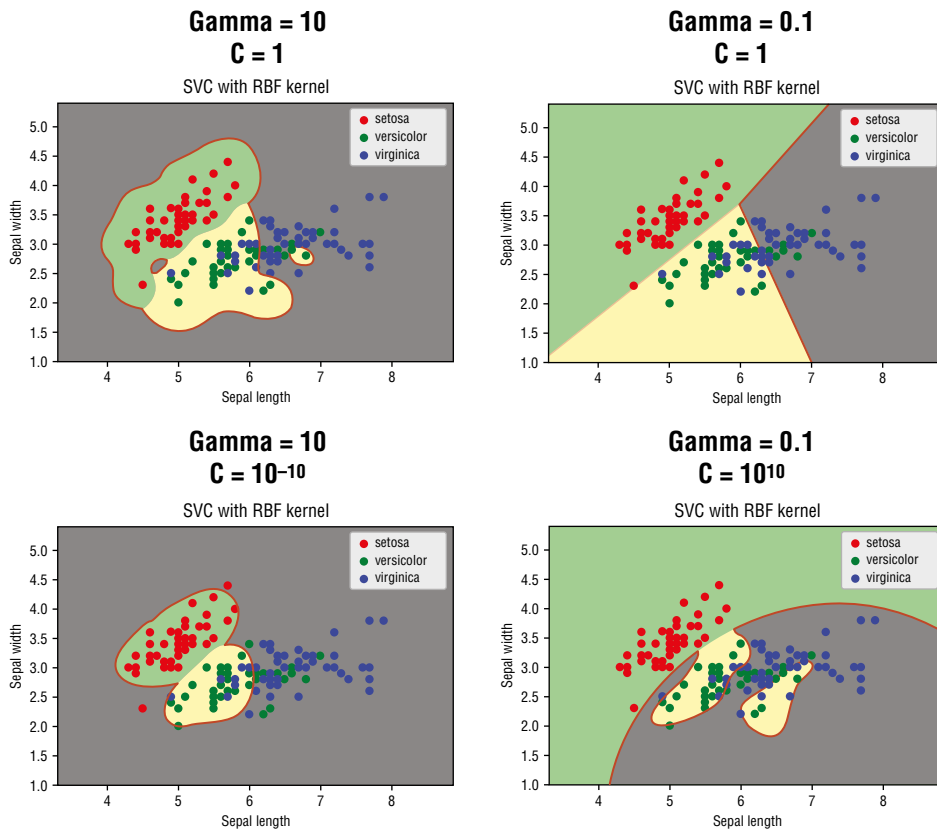 Gamma = 10
C = 1
SVC with RBF kernel
setosa
versicolor
virginica
5.0
4.5
4.0
3.5
3.0
2.5
2.0
1.5
1.0
Sepal width
4 5 6 7 8
Sepal length
Gamma = 0.1
C = 1
SVC with RBF kernel
setosa
versicolor
virginica
5.0
4.5
4.0
3.5
3.0
2.5
2.0
1.5
1.0
Sepal width
4 5 6 7 8
Sepal length
Gamma = 10
C = 10⁻¹⁰
SVC with RBF kernel
setosa
versicolor
virginica
5.0
4.5
4.0
3.5
3.0
2.5
2.0
1.5
1.0
Sepal width
4 5 6 7 8
Sepal length
Gamma = 0.1
C = 10¹⁰
SVC with RBF kernel
setosa
versicolor
virginica
5.0
4.5
4.0
3.5
3.0
2.5
2.0
1.5
1.0
Sepal width
4 5 6 7 8
Sepal length